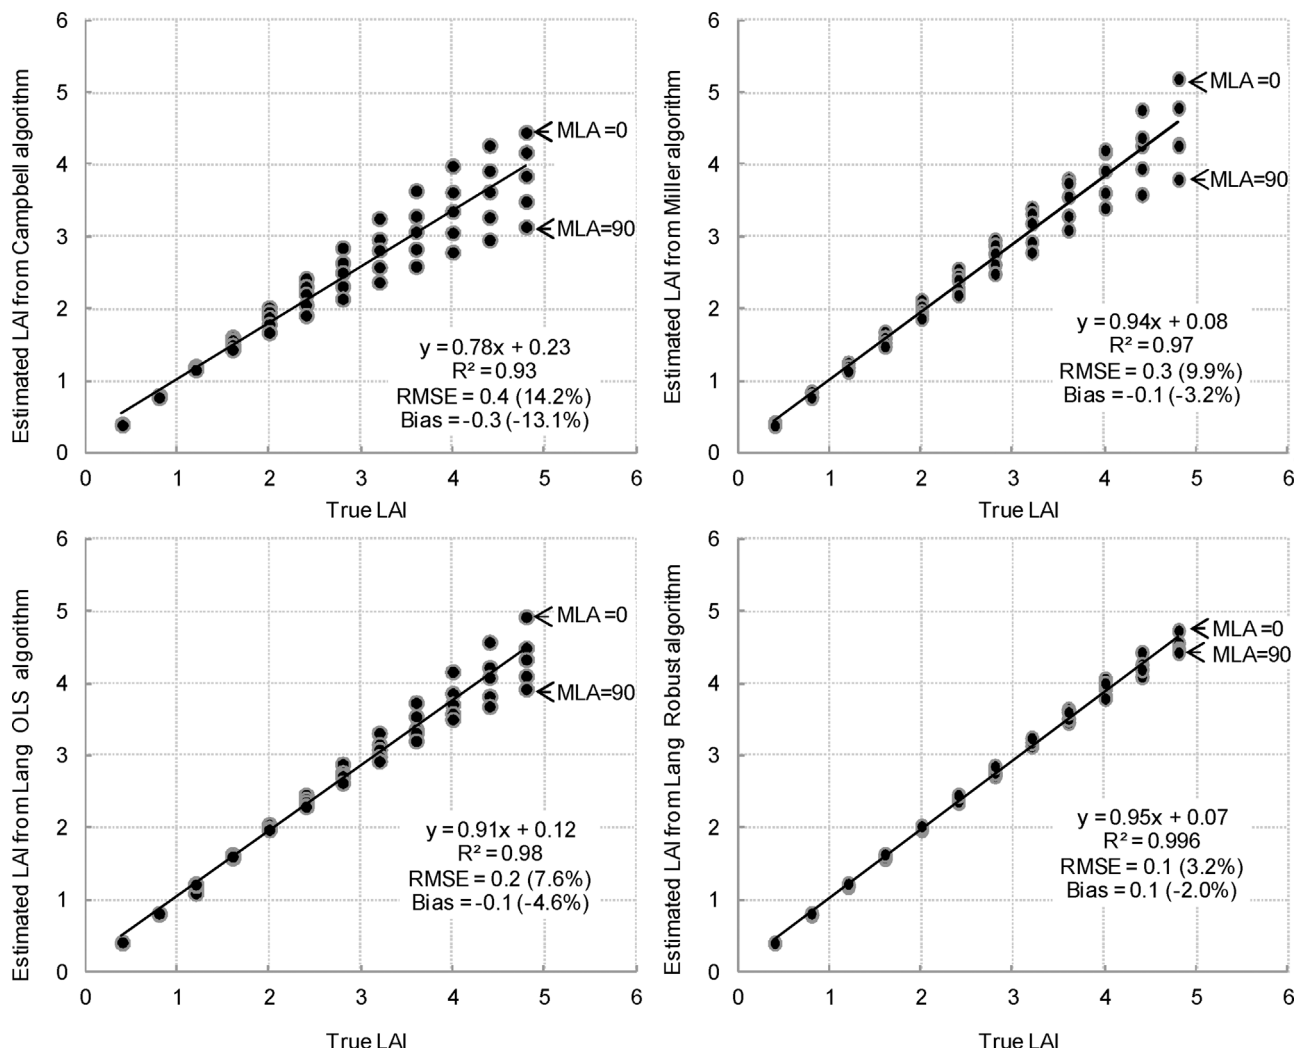 Estimated LAI from Campbell algorithm
6
5
4
3
2
1
0
MLA =0
MLA=90
y = 0.78x + 0.23
R² = 0.93
RMSE = 0.4 (14.2%)
Bias = -0.3 (-13.1%)
0 1 2 3 4 5 6
True LAI
Estimated LAI from Miller algorithm
6
5
4
3
2
1
0
MLA =0
MLA=90
y = 0.94x + 0.08
R² = 0.97
RMSE = 0.3 (9.9%)
Bias = -0.1 (-3.2%)
0 1 2 3 4 5 6
True LAI
Estimated LAI from Lang OLS algorithm
6
5
4
3
2
1
0
MLA =0
MLA=90
y = 0.91x + 0.12
R² = 0.98
RMSE = 0.2 (7.6%)
Bias = -0.1 (-4.6%)
0 1 2 3 4 5 6
True LAI
Estimated LAI from Lang Robust algorithm
6
5
4
3
2
1
0
MLA =0
MLA=90
y = 0.95x + 0.07
R² = 0.996
RMSE = 0.1 (3.2%)
Bias = 0.1 (-2.0%)
0 1 2 3 4 5 6
True LAI